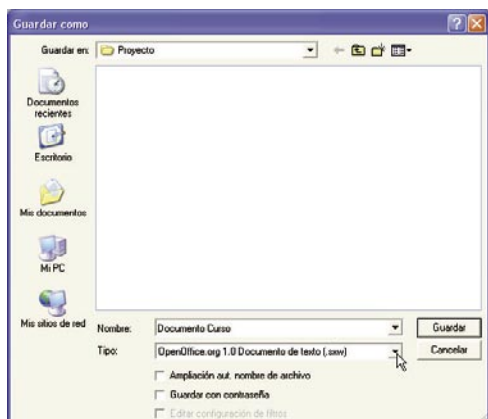 Guardar como
Guardar en:
Proyecto
Documentos
recientes
Escritorio
Mis documentos
Mi PC
Mis sitios de red
Nombre:
Documento Curso
Guardar
Tipo:
OpenOffice.org 1.0 Documento de texto (.sxw)
Cancelar
Ampliación aut. nombre de archivo
Guardar con contraseña
Editar configuración de filtros